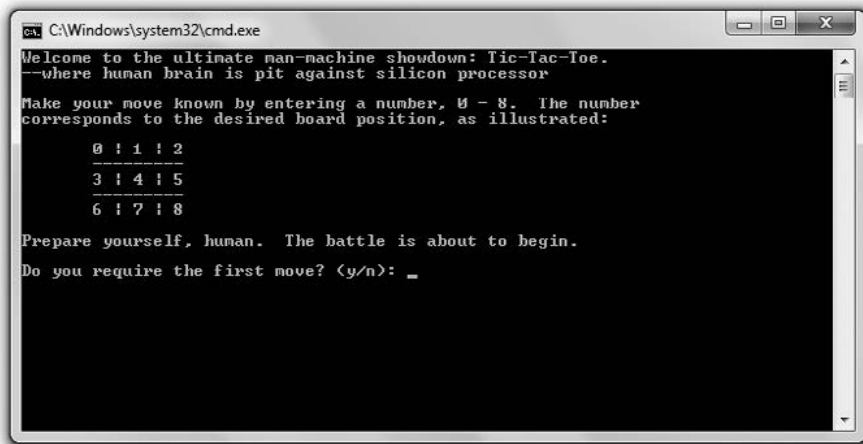 C:\Windows\system32\cmd.exe
Welcome to the ultimate man-machine showdown: Tic-Tac-Toe.
--where human brain is pit against silicon processor
Make your move known by entering a number, 0 - 8.  The number
corresponds to the desired board position, as illustrated:
0 | 1 | 2
---------
3 | 4 | 5
---------
6 | 7 | 8
Prepare yourself, human.  The battle is about to begin.
Do you require the first move? (y/n): _